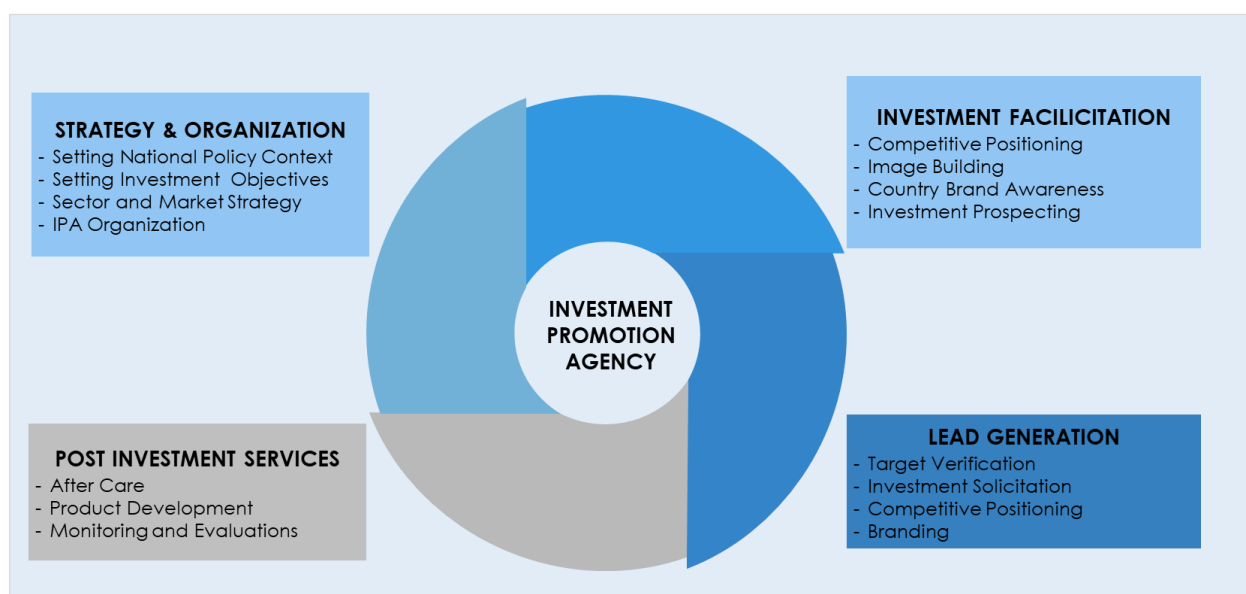 STRATEGY & ORGANIZATION
- Setting National Policy Context
- Setting Investment Objectives
- Sector and Market Strategy
- IPA Organization
INVESTMENT FACILICITATION
- Competitive Positioning
- Image Building
- Country Brand Awareness
- Investment Prospecting
INVESTMENT
PROMOTION
AGENCY
POST INVESTMENT SERVICES
- After Care
- Product Development
- Monitoring and Evaluations
LEAD GENERATION
- Target Verification
- Investment Solicitation
- Competitive Positioning
- Branding